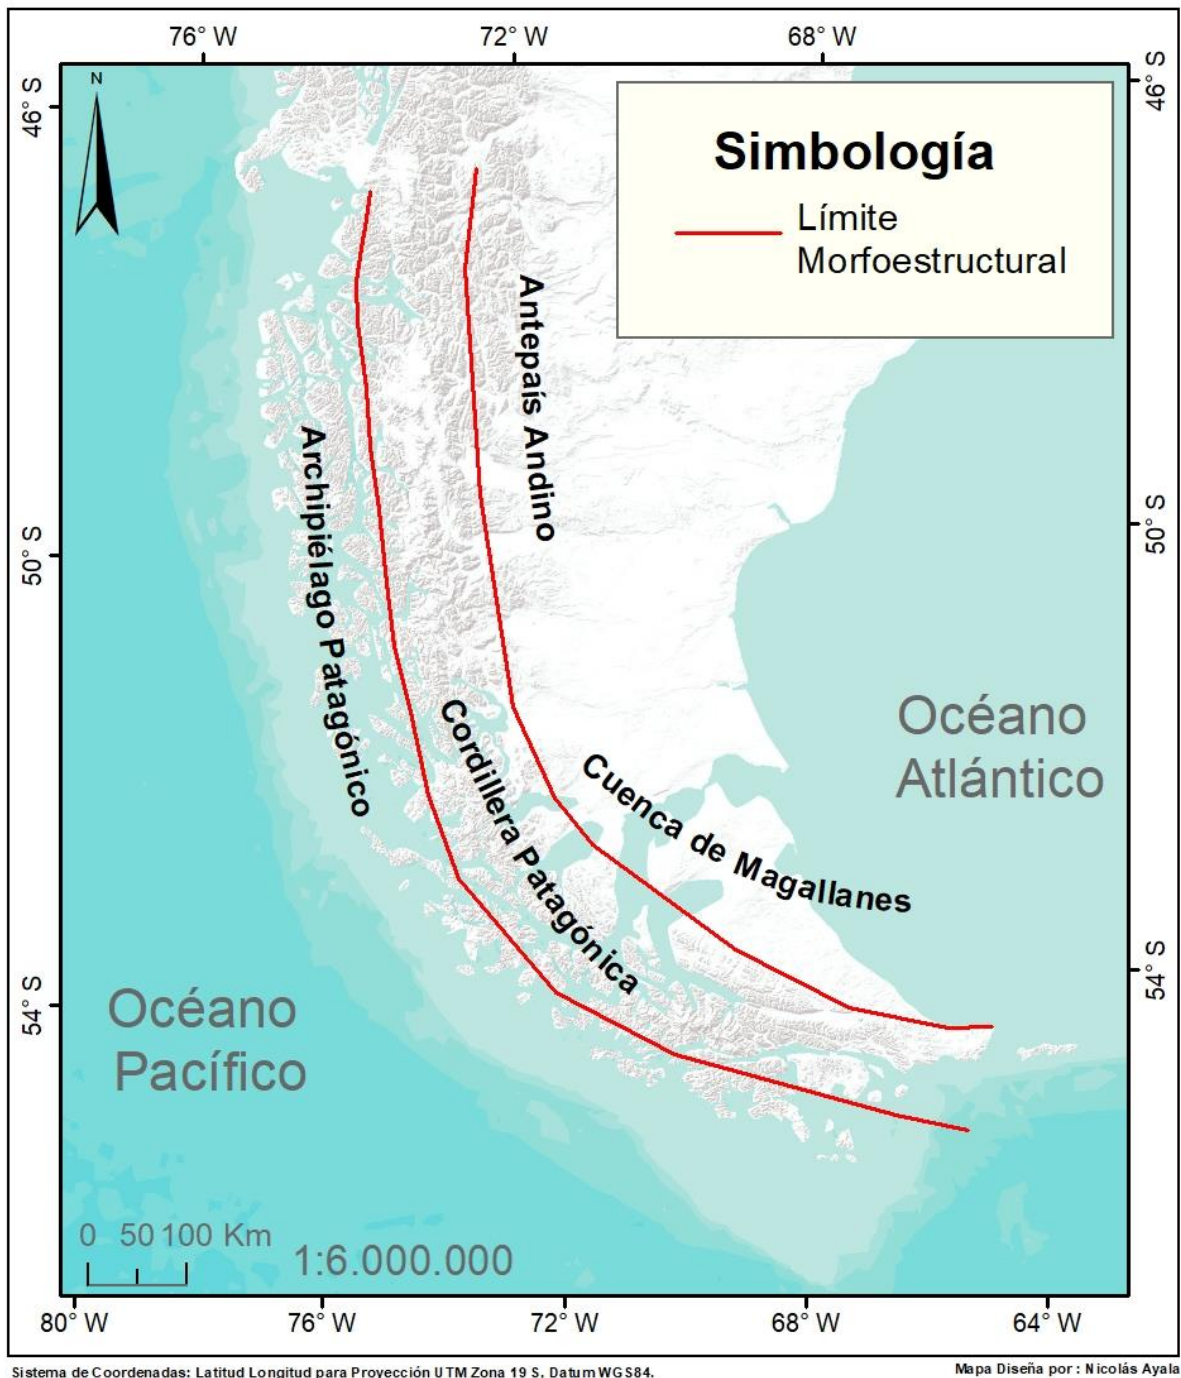 76° W 72° W 68° W
46° S
46° S
N
Simbología
Límite
Morfoestructural
Antepaís Andino
Archipiélago Patagónico
50° S
50° S
Cordillera Patagónica
Océano
Atlántico
Cuenca de Magallanes
54° S
54° S
Océano
Pacífico
0 50 100 Km
1:6.000.000
80° W 76° W 72° W 68° W 64° W
Sistema de Coordenadas: Latitud Longitud para Proyección UTM Zona 19 S. Datum WGS84.
Mapa Diseña por : Nicolás Ayala